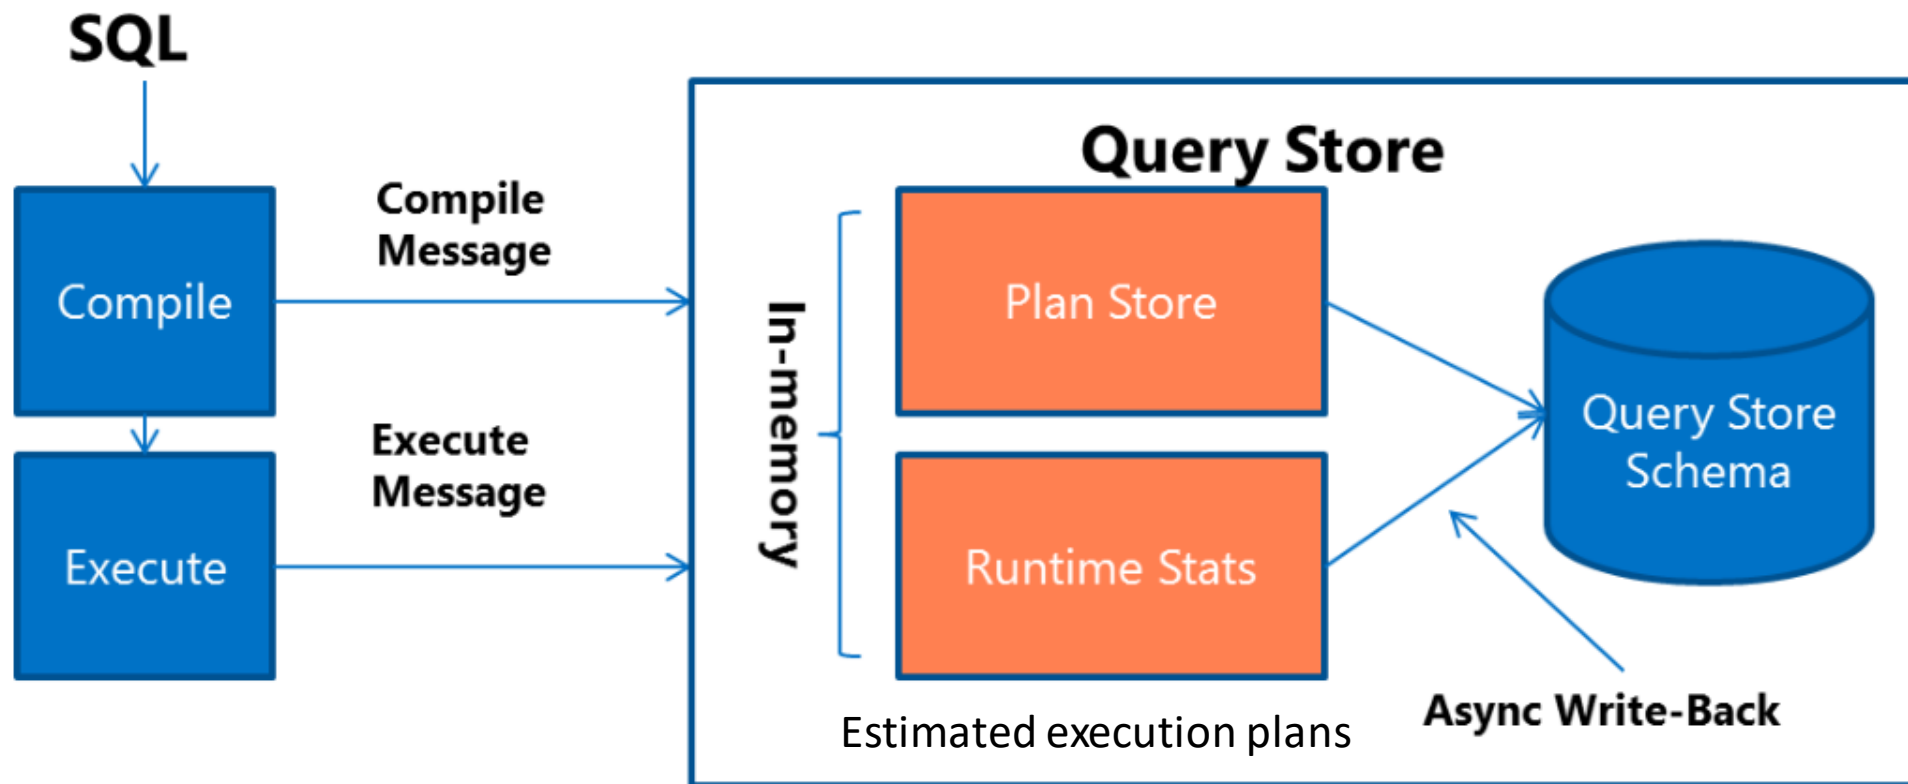 SQL
Compile
Message
Compile
Execute
Message
Execute
Query Store
In-memory
Plan Store
Runtime Stats
Query Store
Schema
Estimated execution plans
Async Write-Back